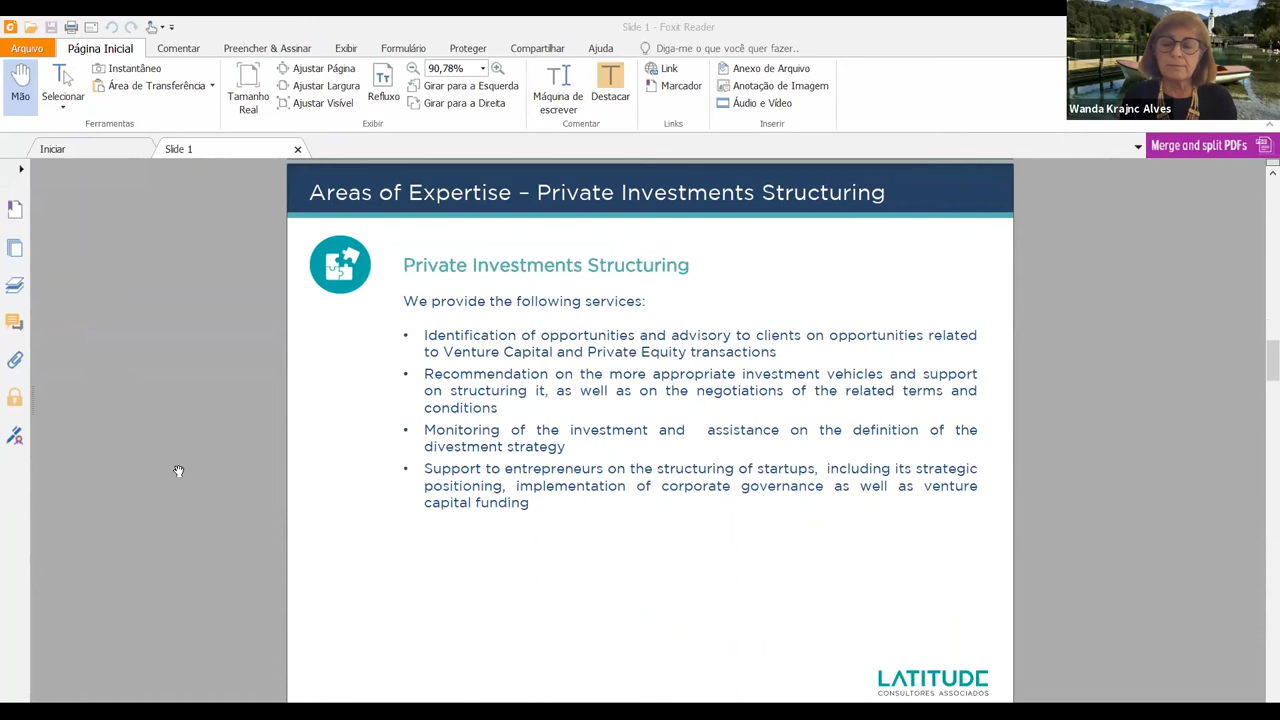 Slide 1 - Foxit Reader
Arquivo Página Inicial Comentar Preencher & Assinar Exibir Formulário Proteger Compartilhar Ajuda Diga-me o que você quer fazer..
Mão
Selecionar
Instantâneo
Área de Transferência
Ferramentas
Tamanho
Real
Ajustar Página
Ajustar Largura
Ajustar Visível
Refluxo
90,78%
Girar para a Esquerda
Girar para a Direita
Exibir
Máquina de
escrever
Destacar
Comentar
Link
Marcador
Links
Anexo de Arquivo
Anotação de Imagem
Áudio e Vídeo
Inserir
Wanda Krajnc Alves
Iniciar
Slide 1
Merge and split PDFs
Areas of Expertise – Private Investments Structuring
Private Investments Structuring
We provide the following services:
• Identification of opportunities and advisory to clients on opportunities related
to Venture Capital and Private Equity transactions
• Recommendation on the more appropriate investment vehicles and support
on structuring it, as well as on the negotiations of the related terms and
conditions
• Monitoring of the investment and assistance on the definition of the
divestment strategy
• Support to entrepreneurs on the structuring of startups, including its strategic
positioning, implementation of corporate governance as well as venture
capital funding
LATITUDE
CONSULTORES ASSOCIADOS